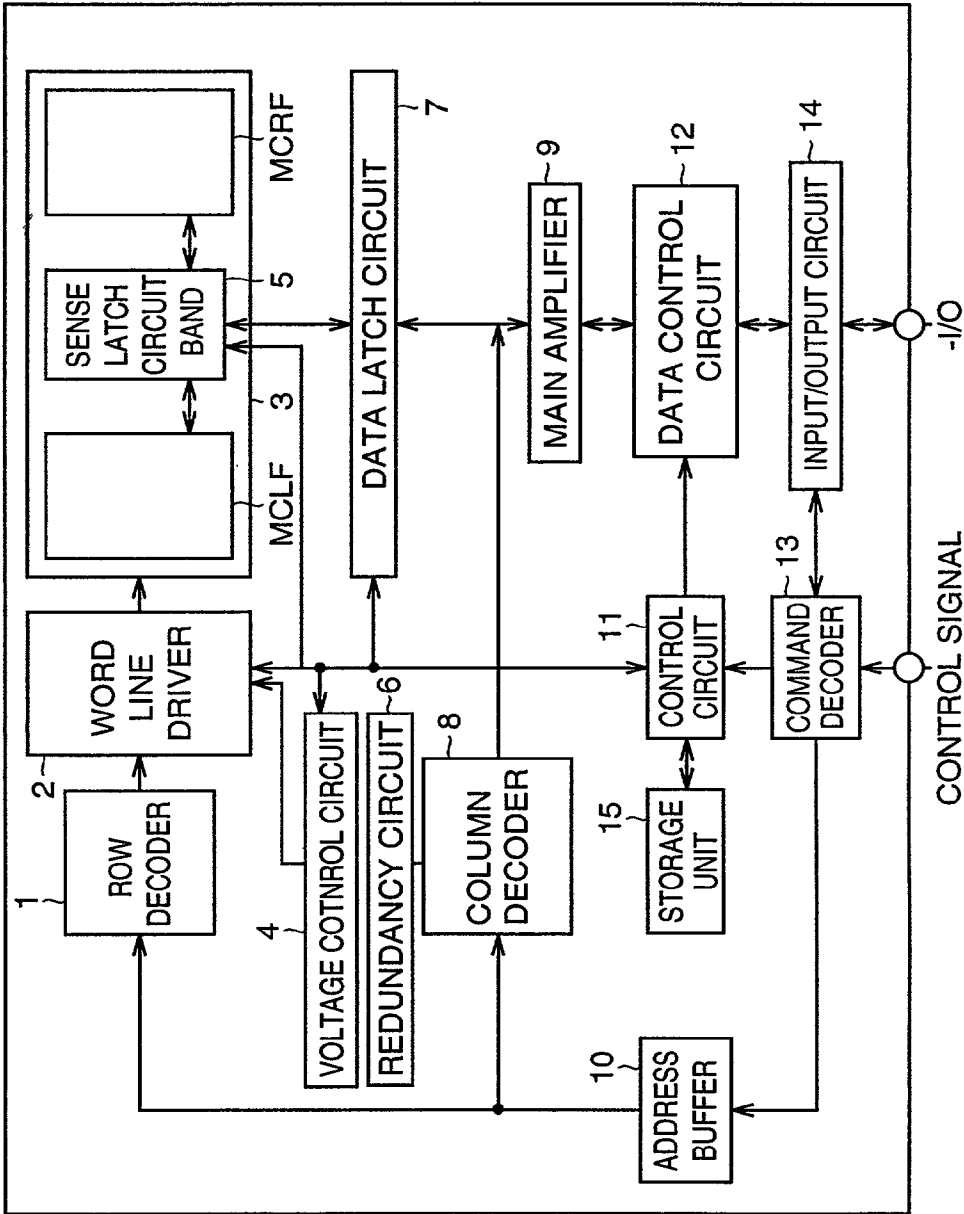 1
ROW
DECODER
2
WORD
LINE
DRIVER
MCLF
3
SENSE
LATCH
CIRCUIT
BAND
5
MCRF
4
VOLTAGE COTNROL CIRCUIT
REDUNDANCY CIRCUIT
6
DATA LATCH CIRCUIT
7
COLUMN
DECODER
8
MAIN AMPLIFIER
9
10
ADDRESS
BUFFER
15
STORAGE
UNIT
11
CONTROL
CIRCUIT
DATA CONTROL
CIRCUIT
12
COMMAND
DECODER
13
INPUT/OUTPUT CIRCUIT
14
CONTROL SIGNAL
-I/O